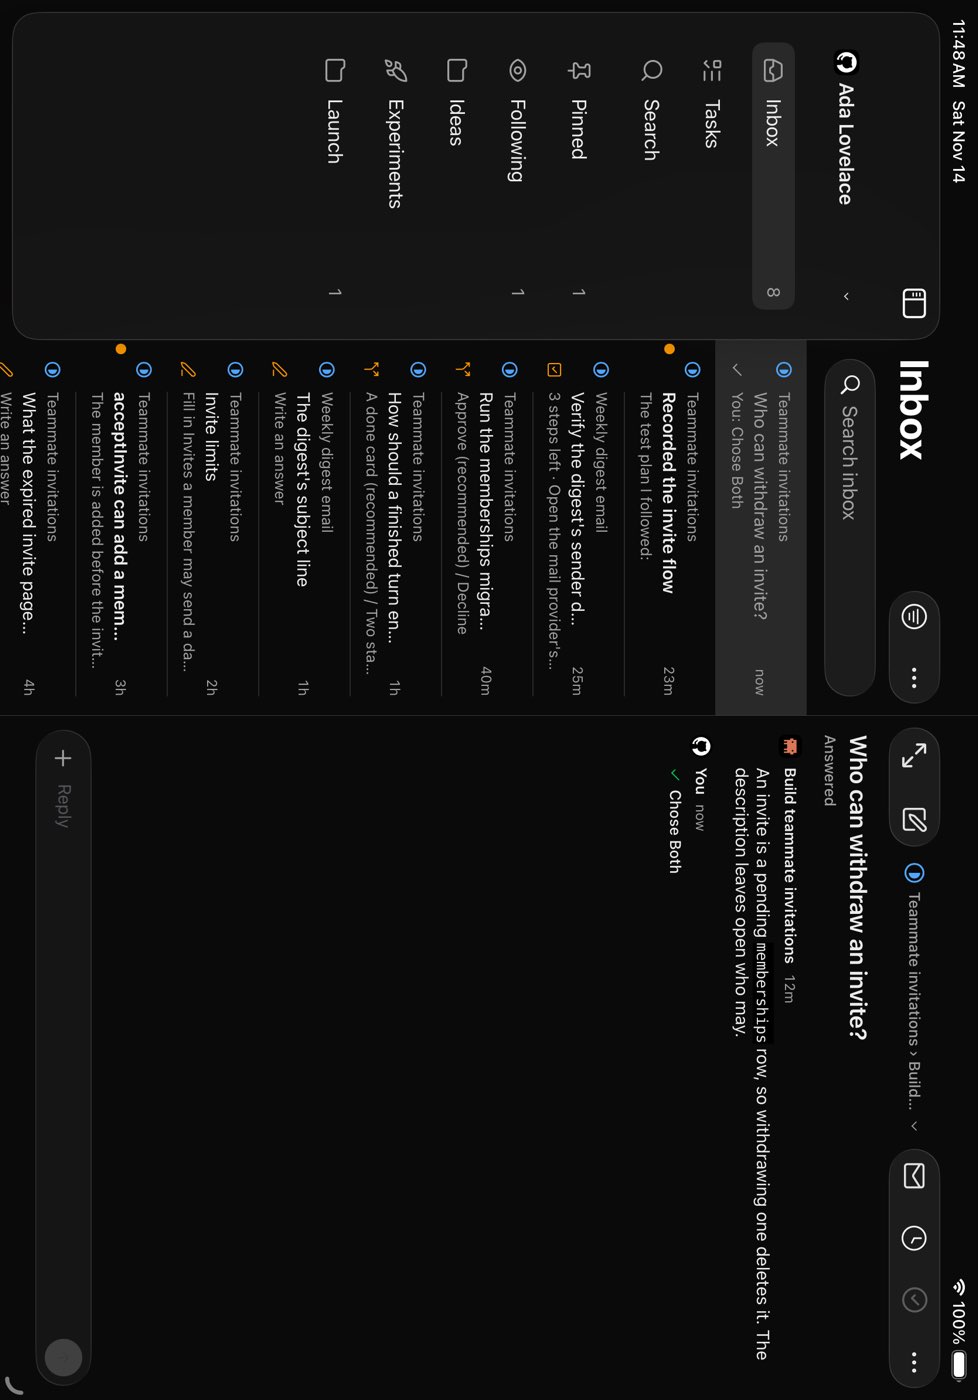 11:48 AM Sat Nov 14
100%
Ada Lovelace
Inbox 8
Tasks
Search
Pinned 1
Following 1
Ideas
Experiments
Launch 1
Inbox
Search inbox
Teammate invitations
Who can withdraw an invite? now
You: Chose Both
Teammate invitations
Recorded the invite flow 23m
The test plan I followed:
Weekly digest email
Verify the digest's sender d... 25m
3 steps left · Open the mail provider's...
Teammate invitations
Run the memberships migra... 40m
Approve (recommended) / Decline
Teammate invitations
How should a finished turn en... 1h
A done card (recommended) / Two sta...
Weekly digest email
The digest's subject line 1h
Write an answer
Teammate invitations
Invite limits 2h
Fill in Invites a member may send a da...
Teammate invitations
acceptInvite can add a mem... 3h
The member is added before the invit...
Teammate invitations
What the expired invite page... 4h
Write an answer
Teammate invitations › Build...
Who can withdraw an invite?
Answered
Build teammate invitations 12m
An invite is a pending memberships row, so withdrawing one deletes it. The
description leaves open who may.
You now
Chose Both
Reply